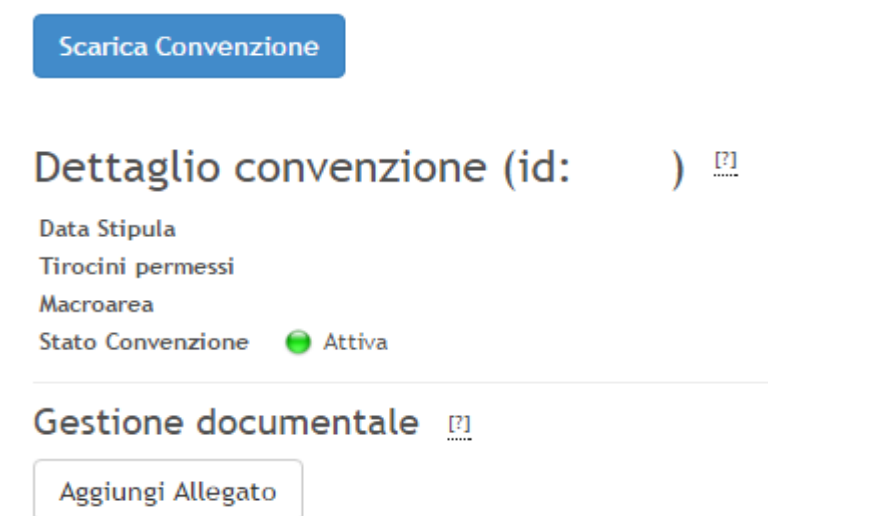 Scarica Convenzione
Dettaglio convenzione (id: ) [?]
Data Stipula
Tirocini permessi
Macroarea
Stato Convenzione Attiva
Gestione documentale [?]
Aggiungi Allegato